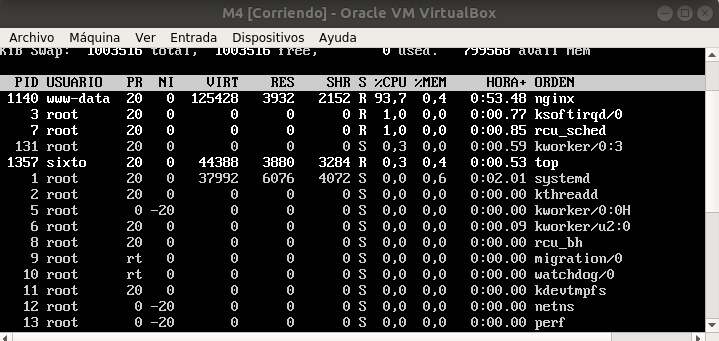 M4 [Corriendo] - Oracle VM VirtualBox
Archivo Máquina Ver Entrada Dispositivos Ayuda
KiB Swap: 1003516 total, 1003516 free, 0 used. 799568 avail Mem
PID USUARIO PR NI VIRT RES SHR S %CPU %MEM HORA+ ORDEN
1140 www-data 20 0 125428 3932 2152 R 93,7 0,4 0:53.48 nginx
3 root 20 0 0 0 0 R 1,0 0,0 0:00.77 ksoftirqd/0
7 root 20 0 0 0 0 R 1,0 0,0 0:00.85 rcu_sched
131 root 20 0 0 0 0 S 0,3 0,0 0:00.59 kworker/0:3
1357 sixto 20 0 44388 3880 3284 R 0,3 0,4 0:00.53 top
1 root 20 0 37992 6076 4072 S 0,0 0,6 0:02.01 systemd
2 root 20 0 0 0 0 S 0,0 0,0 0:00.00 kthreadd
5 root 0 -20 0 0 0 S 0,0 0,0 0:00.00 kworker/0:0H
6 root 20 0 0 0 0 S 0,0 0,0 0:00.09 kworker/u2:0
8 root 20 0 0 0 0 S 0,0 0,0 0:00.00 rcu_bh
9 root rt 0 0 0 0 S 0,0 0,0 0:00.00 migration/0
10 root rt 0 0 0 0 S 0,0 0,0 0:00.00 watchdog/0
11 root 20 0 0 0 0 S 0,0 0,0 0:00.00 kdevtmpfs
12 root 0 -20 0 0 0 S 0,0 0,0 0:00.00 netns
13 root 0 -20 0 0 0 S 0,0 0,0 0:00.00 perf